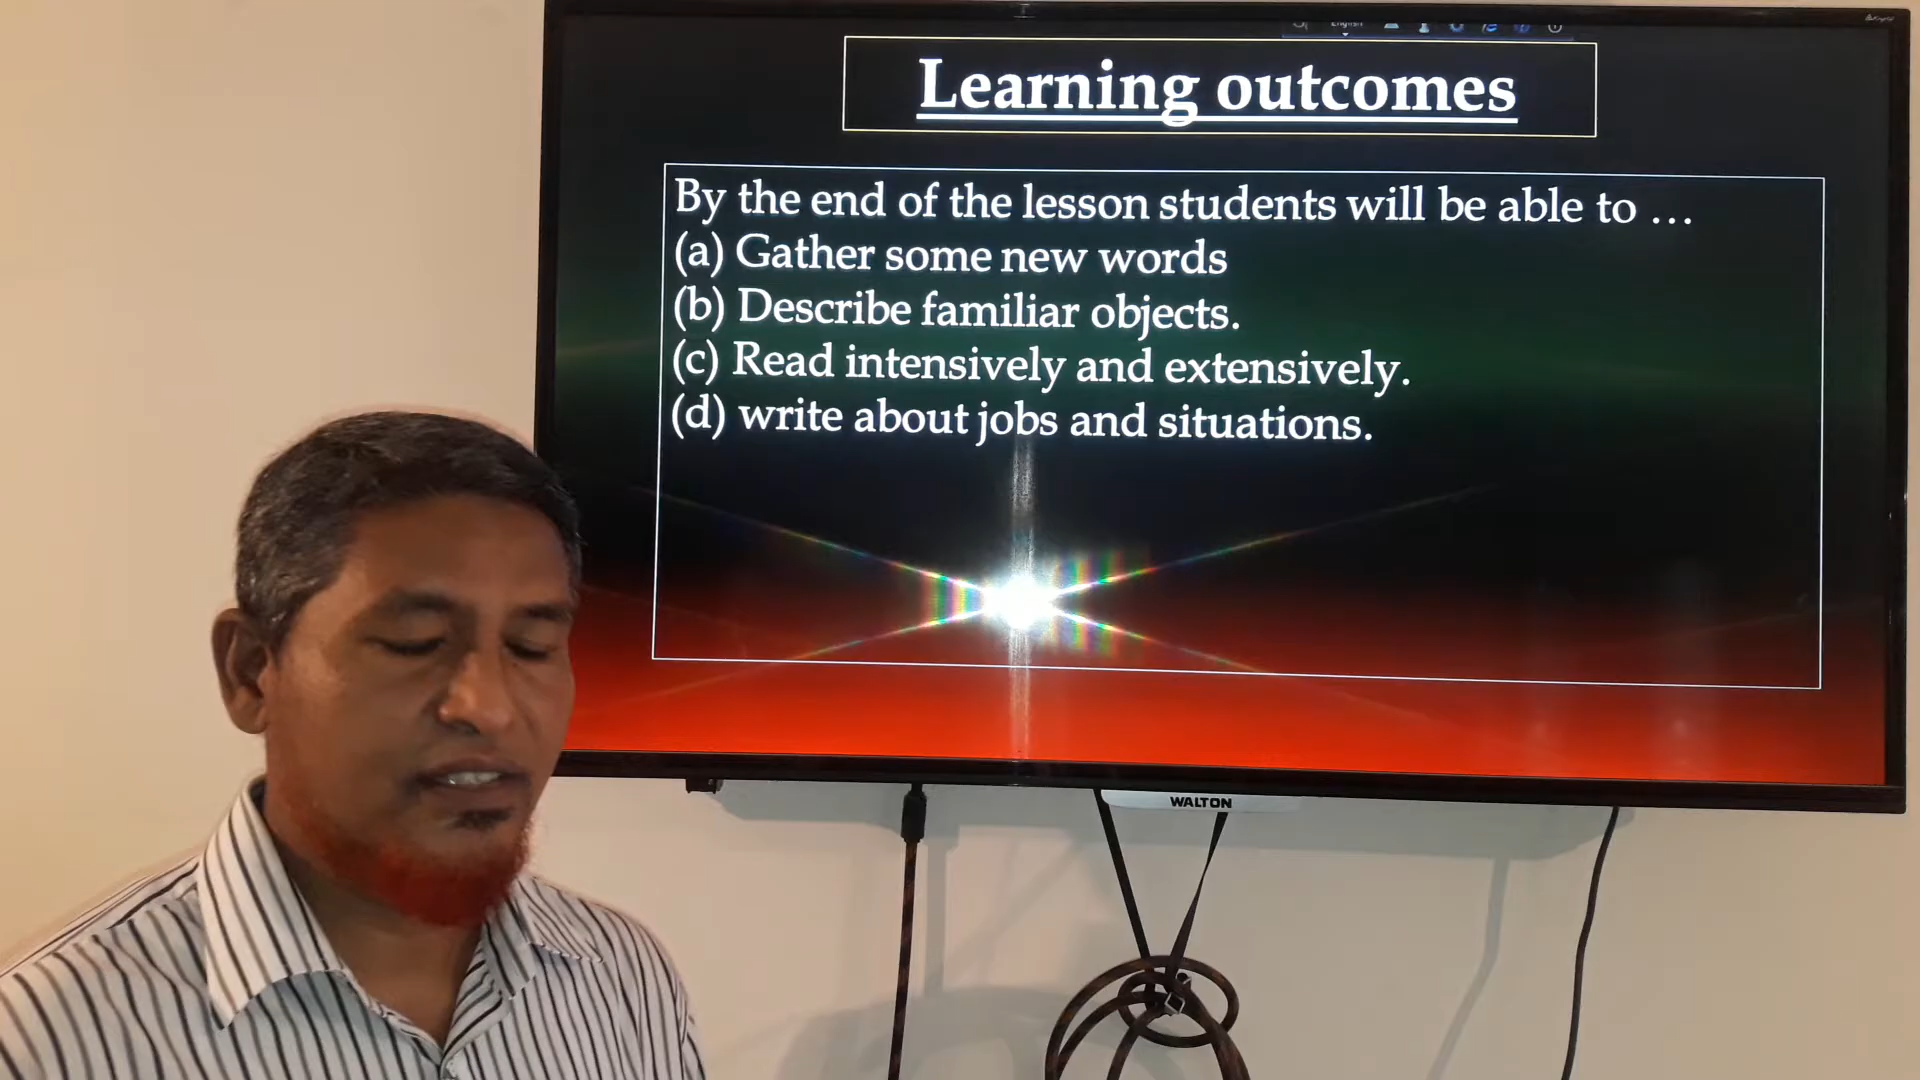 English
Learning outcomes
By the end of the lesson students will be able to ...
(a) Gather some new words
(b) Describe familiar objects.
(c) Read intensively and extensively.
(d) write about jobs and situations.
WALTON